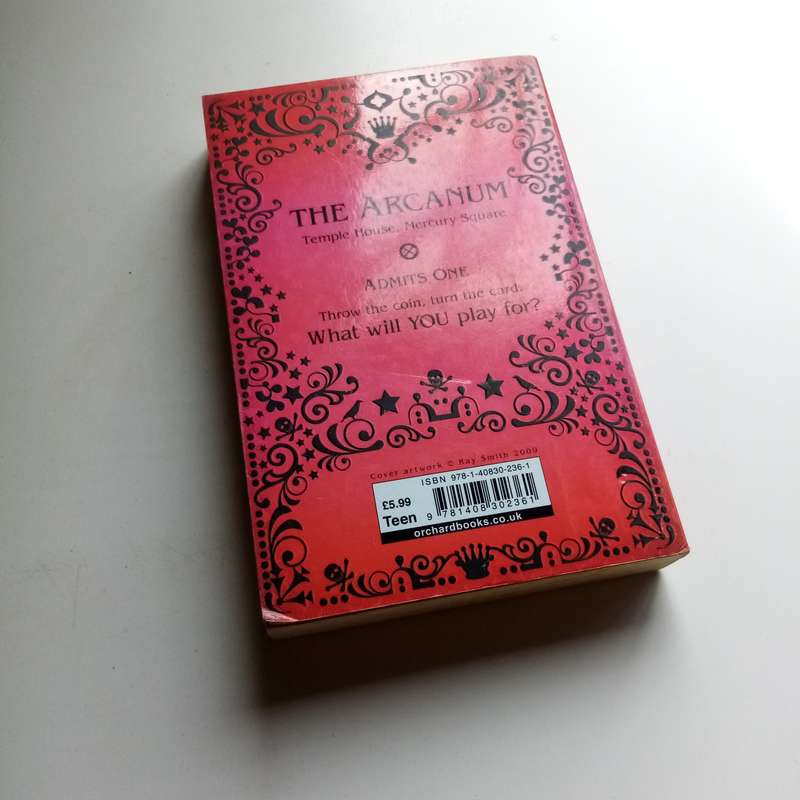 THE ARCANUM
Temple House, Mercury Square
ADMITS ONE
Throw the coin, turn the card.
What will YOU play for?
Cover artwork © Ray Smith 2009
ISBN 978-1-40830-236-1
£5.99
Teen
9 781408 302361
orchardbooks.co.uk